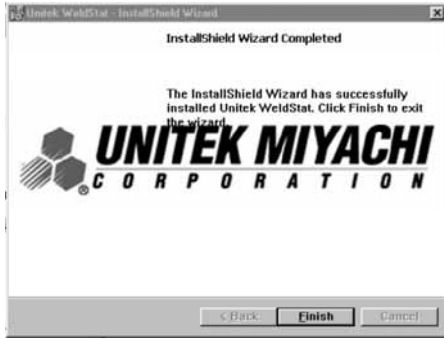 Unitek WeldStat - InstallShield Wizard
InstallShield Wizard Completed
The InstallShield Wizard has successfully
installed Unitek WeldStat. Click Finish to exit
the wizard.
UNITEK MIYACHI
®
CORPORATION
< Back
Finish
Cancel